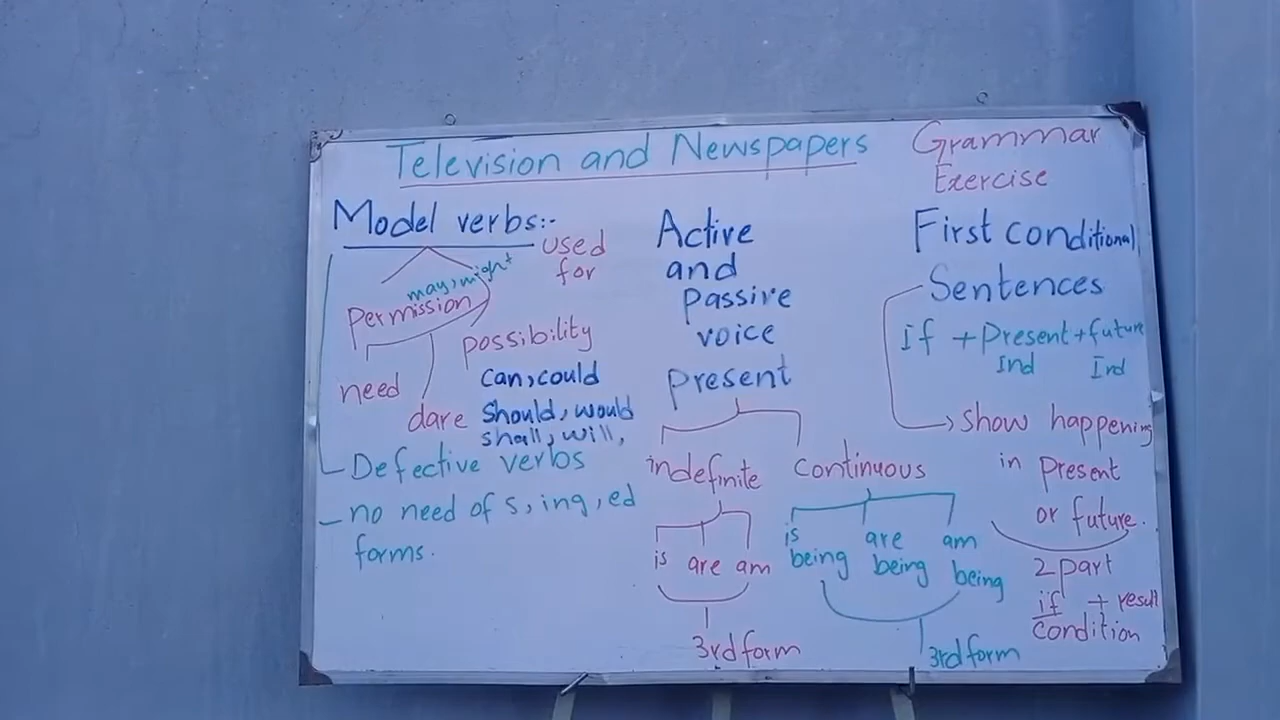 Television and Newspapers
Grammar
Exercise
Model verbs:-
used
for
may, might
Permission
possibility
need
dare
can, could
should, would
shall, will,
Defective verbs
no need of s, ing, ed
forms.
Active
and
passive
voice
present
indefinite
continuous
is are am
3rd form
is
being
are
being
am
being
3rd form
First conditional
Sentences
If + Present + future
Ind Ind
show happening
in present
or future.
2 part
if + result
condition